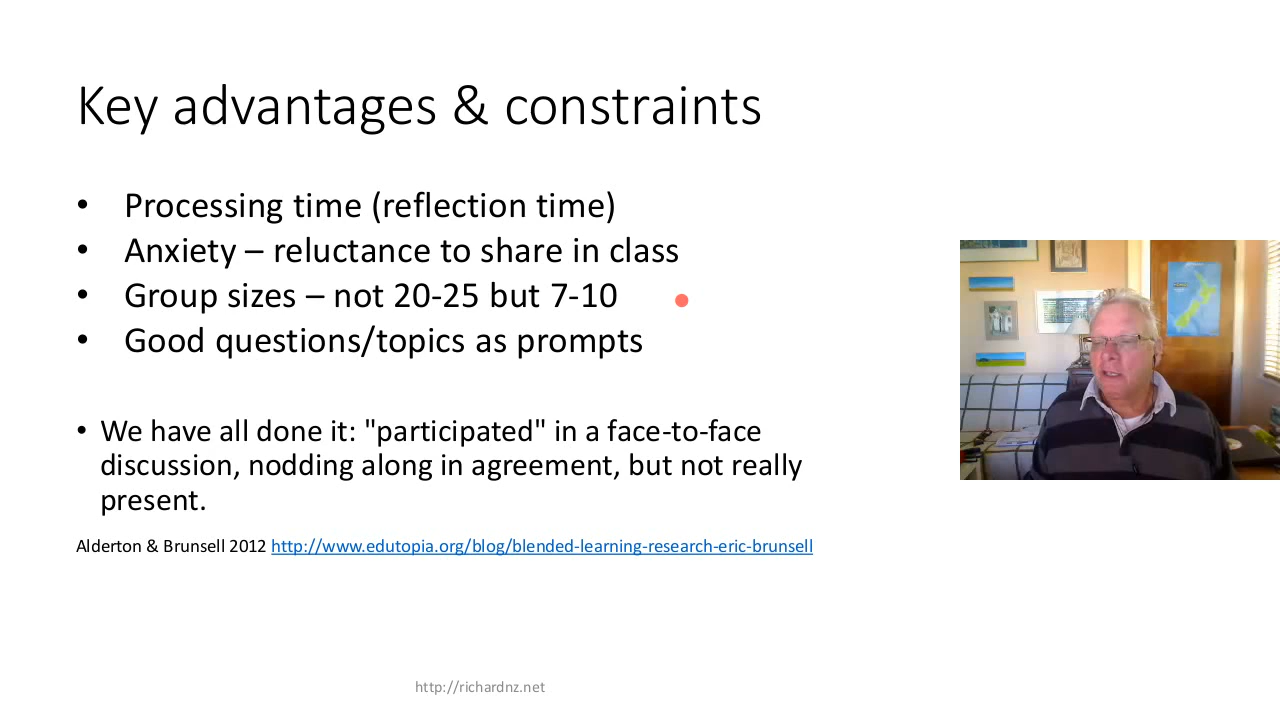 Key advantages & constraints
• Processing time (reflection time)
• Anxiety – reluctance to share in class
• Group sizes – not 20-25 but 7-10
• Good questions/topics as prompts
• We have all done it: "participated" in a face-to-face
discussion, nodding along in agreement, but not really
present.
Alderton & Brunsell 2012 http://www.edutopia.org/blog/blended-learning-research-eric-brunsell
http://richardnz.net